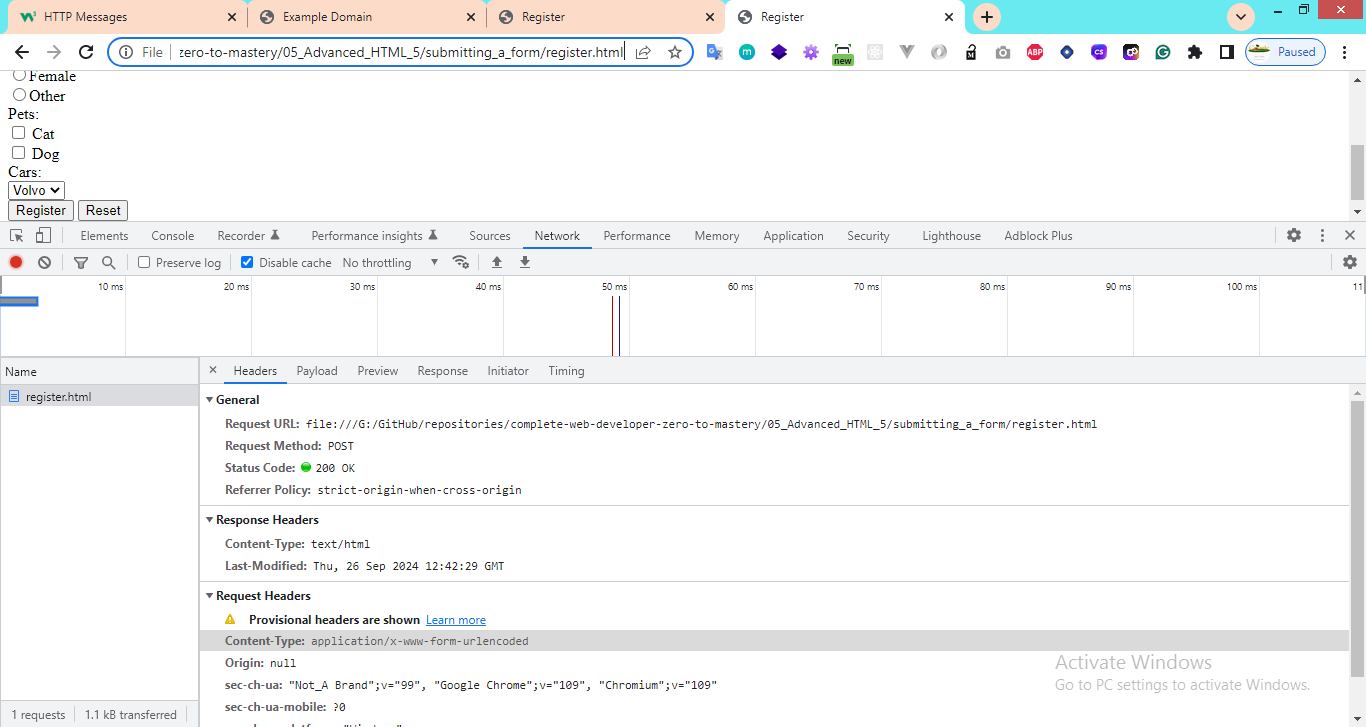 HTTP Messages
Example Domain
Register
Register
File zero-to-mastery/05_Advanced_HTML_5/submitting_a_form/register.html
new
ABP
CS
Paused
Female
Other
Pets:
Cat
Dog
Cars:
Volvo
Register Reset
Elements Console Recorder Performance insights Sources Network Performance Memory Application Security Lighthouse Adblock Plus
Preserve log Disable cache No throttling
10 ms 20 ms 30 ms 40 ms 50 ms 60 ms 70 ms 80 ms 90 ms 100 ms 11
Name
Headers Payload Preview Response Initiator Timing
register.html
General
Request URL: file:///G:/GitHub/repositories/complete-web-developer-zero-to-mastery/05_Advanced_HTML_5/submitting_a_form/register.html
Request Method: POST
Status Code: 200 OK
Referrer Policy: strict-origin-when-cross-origin
Response Headers
Content-Type: text/html
Last-Modified: Thu, 26 Sep 2024 12:42:29 GMT
Request Headers
Provisional headers are shown Learn more
Content-Type: application/x-www-form-urlencoded
Origin: null
sec-ch-ua: "Not_A Brand";v="99", "Google Chrome";v="109", "Chromium";v="109"
sec-ch-ua-mobile: ?0
Activate Windows
Go to PC settings to activate Windows.
1 requests 1.1 kB transferred